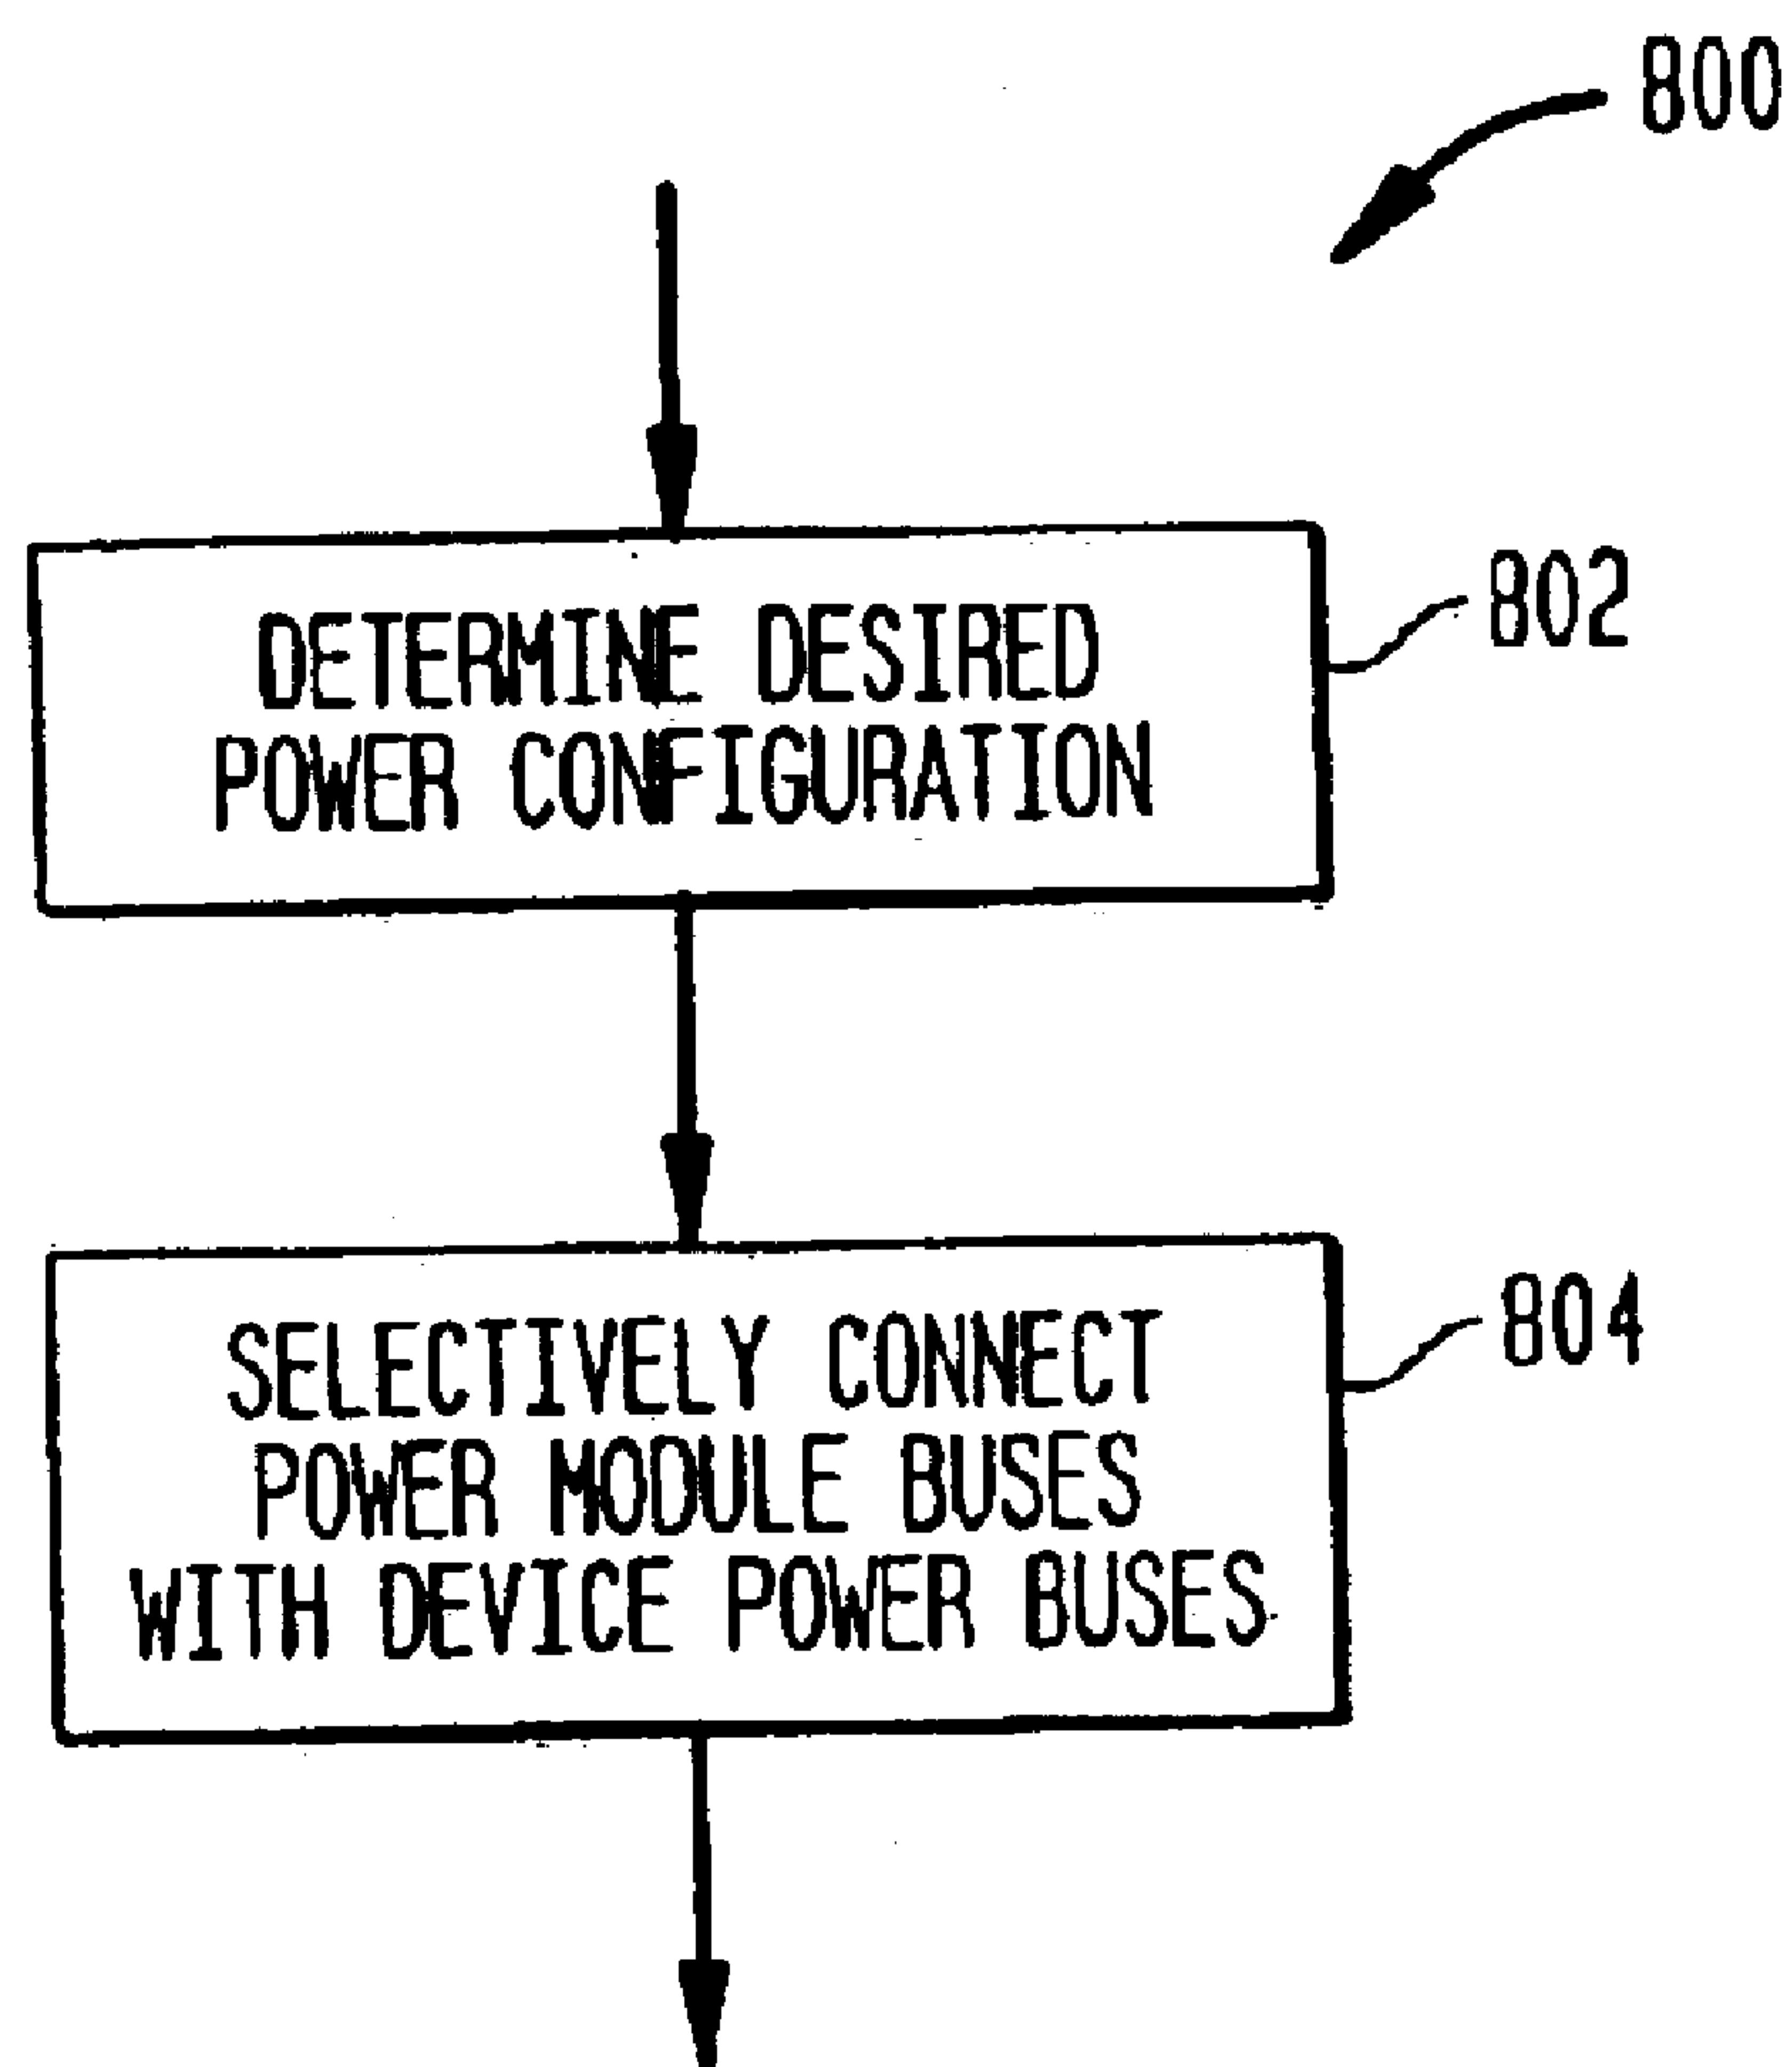 800
DETERMINE DESIRED
POWER CONFIGURATION
802
SELECTIVELY CONNECT
POWER MODULE BUSES
WITH DEVICE POWER BUSES.
804